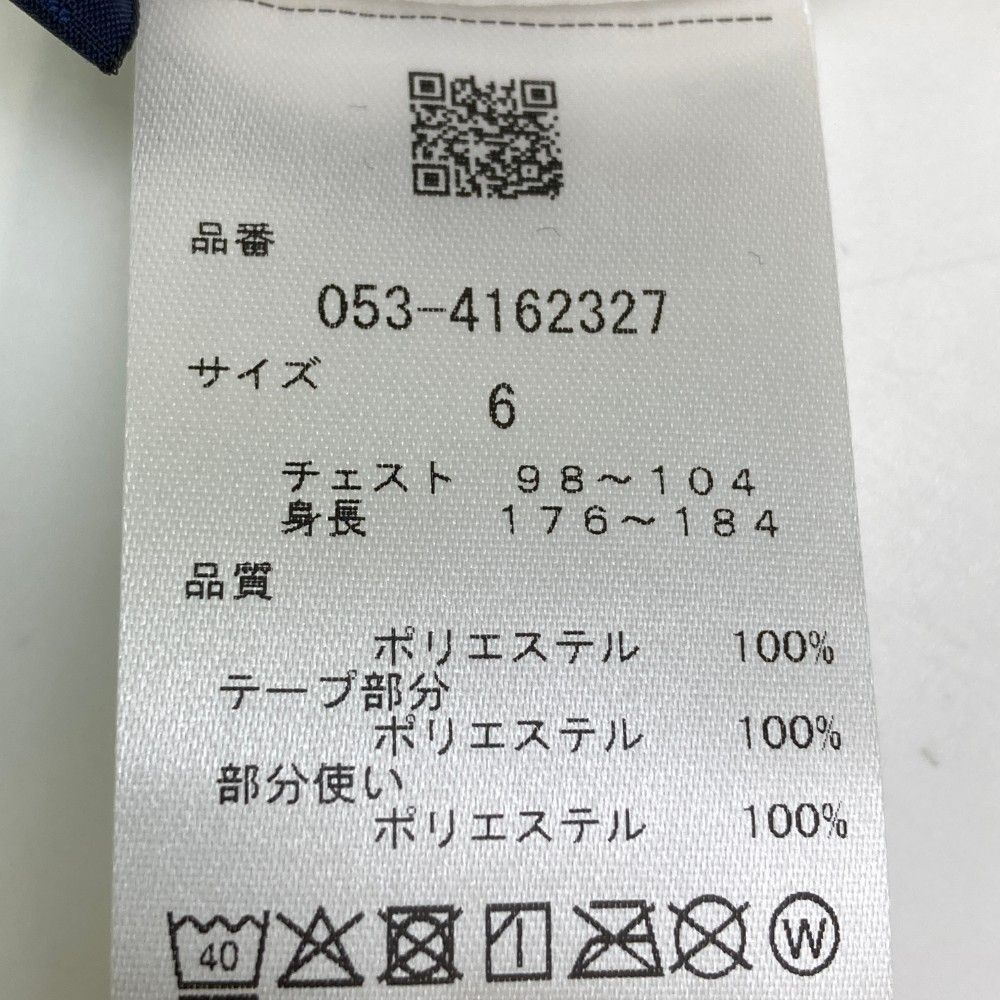 品番
053-4162327
サイズ
6
チェスト 98～104
身長 176～184
品質
ポリエステル 100%
テープ部分
ポリエステル 100%
部分使い
ポリエステル 100%
40
W